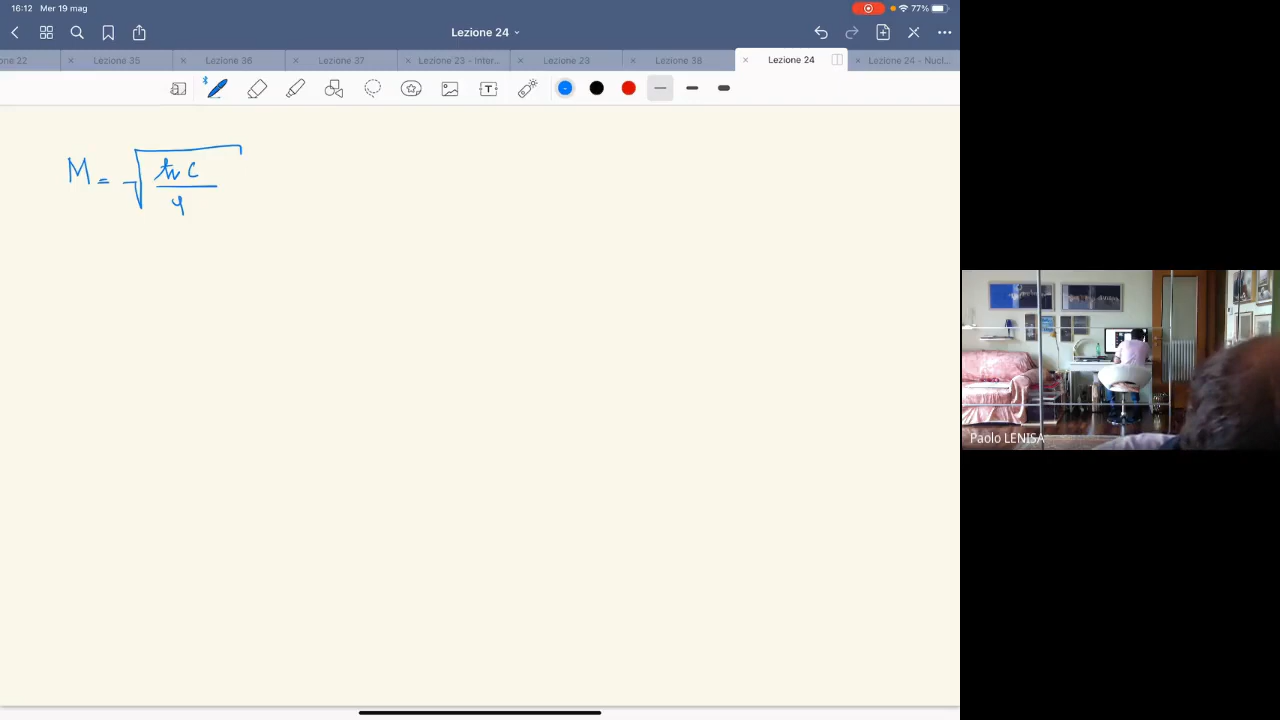 16:12 Mer 19 mag 77%
Lezione 24
ne 22 Lezione 35 Lezione 36 Lezione 37 Lezione 23 - Inter... Lezione 23 Lezione 38 Lezione 24 Lezione 24 - Nucl...
T
M = √(ħc/
Paolo LENISA